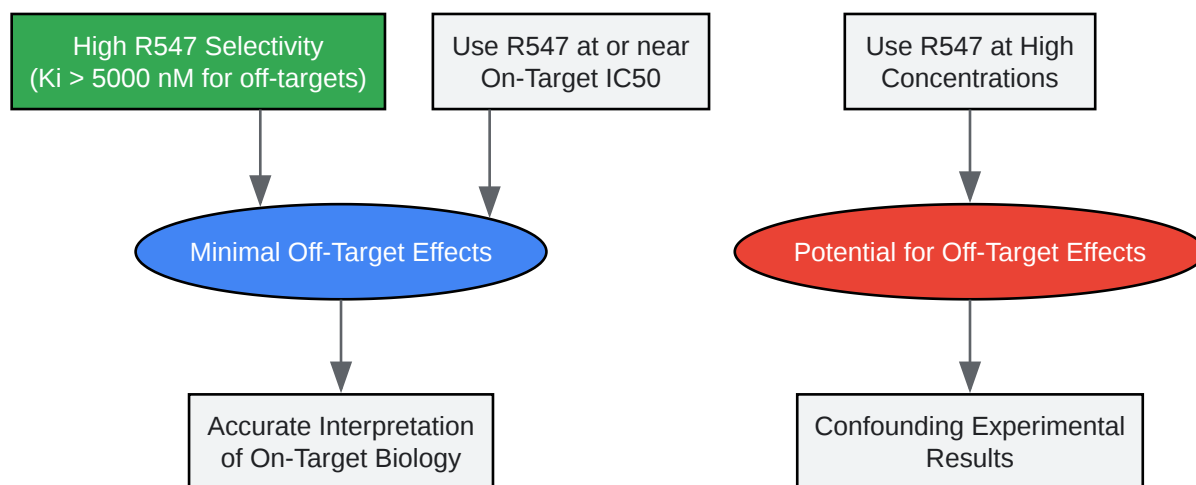 High R547 Selectivity
(Ki > 5000 nM for off-targets)
Use R547 at or near
On-Target IC50
Use R547 at High
Concentrations
Minimal Off-Target Effects
Potential for Off-Target Effects
Accurate Interpretation
of On-Target Biology
Confounding Experimental
Results